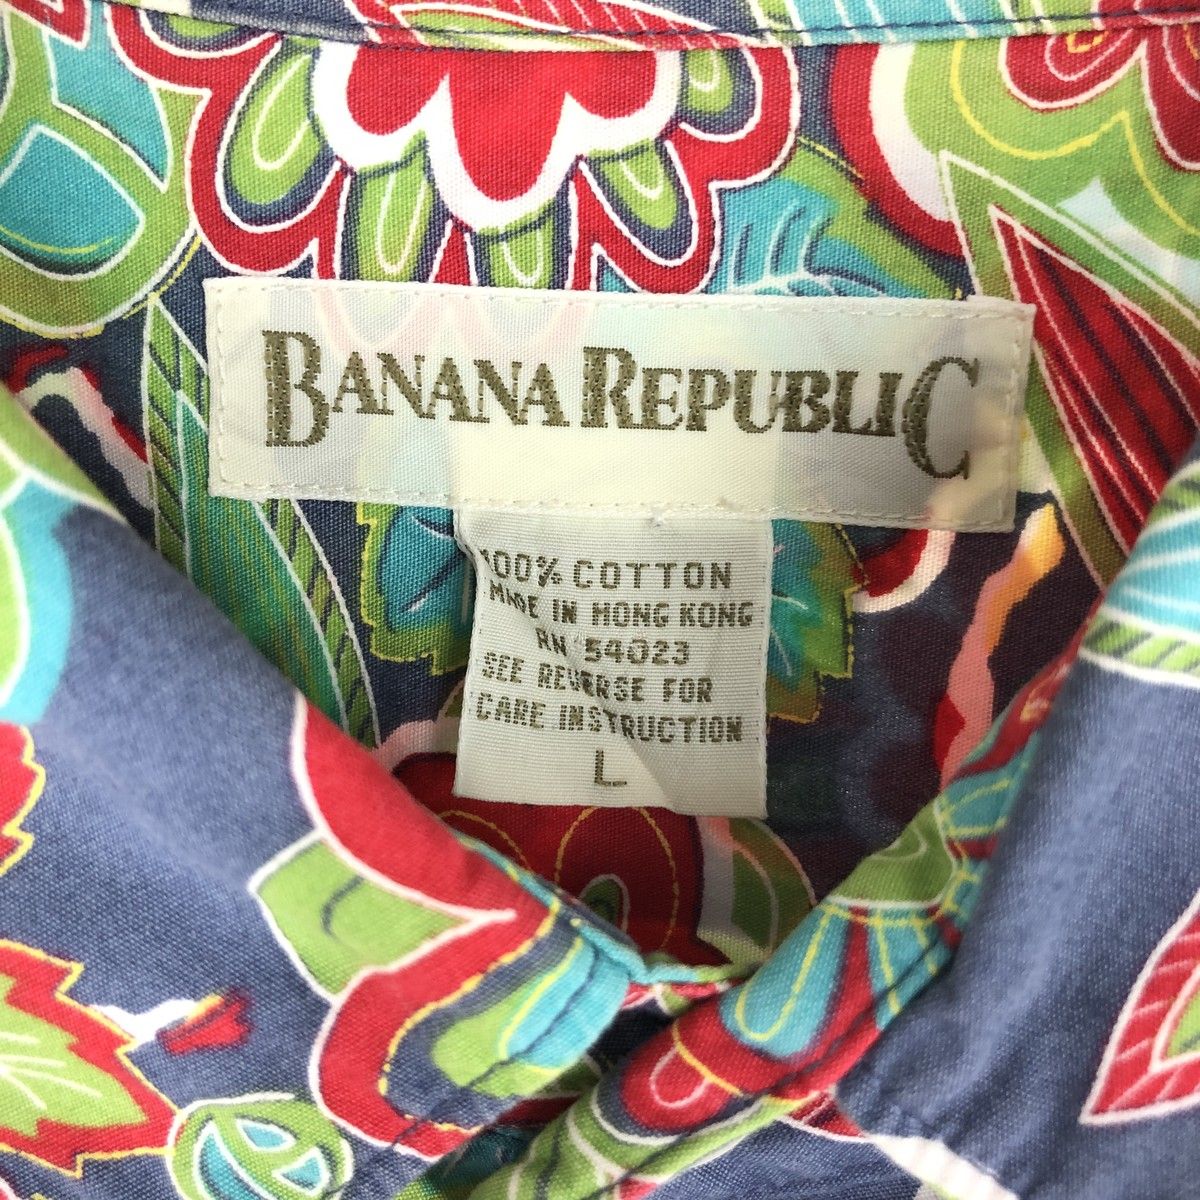 BANANA REPUBLIC
100% COTTON
MADE IN HONG KONG
RN 54023
SEE REVERSE FOR
CARE INSTRUCTION
L